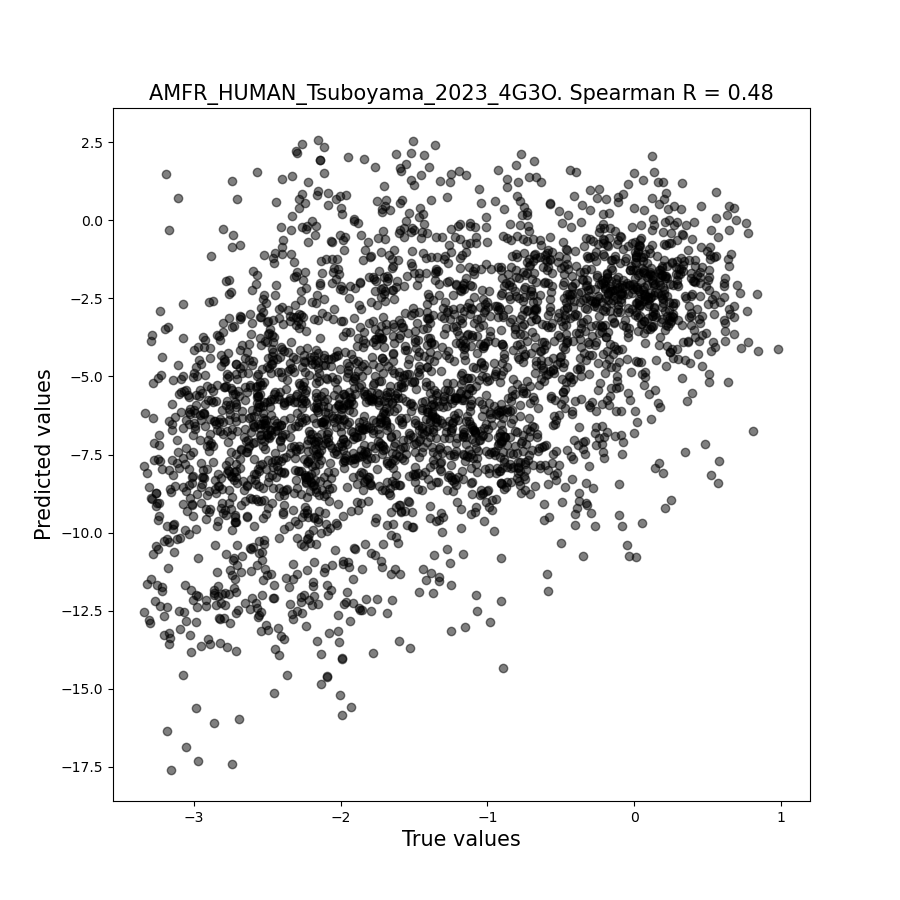 AMFR_HUMAN_Tsuboyama_2023_4G3O. Spearman R = 0.48
2.5
0.0
−2.5
−5.0
−7.5
−10.0
−12.5
−15.0
−17.5
Predicted values
−3 −2 −1 0 1
True values